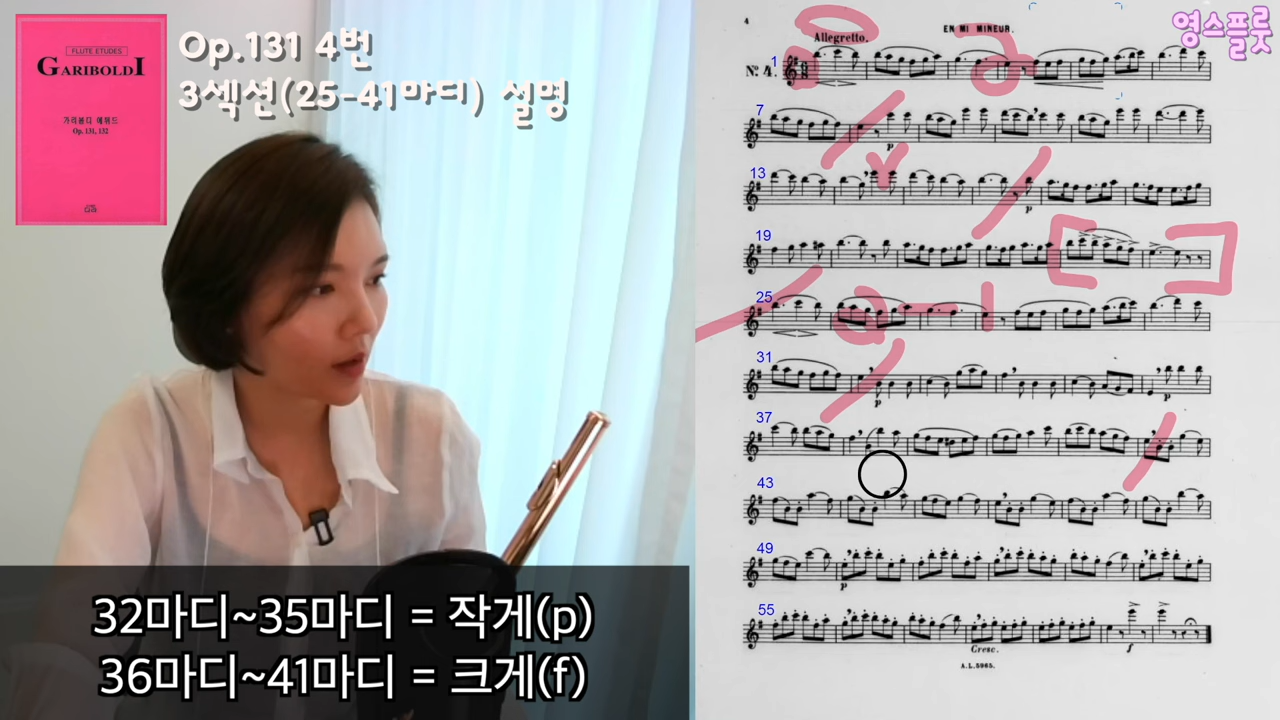 FLUTE ETUDES
GARIBOLDI
가리볼디 에튀드
Op. 131, 132
Op.131 4번
3섹션(25-41마디) 설명
32마디~35마디 = 작게(p)
36마디~41마디 = 크게(f)
영스플룻
4
EN MI MINEUR.
Allegretto.
1
Nº 4.
7
p
13
p
19
25
31
p
p
37
43
49
p
55
Cresc.
f
A.L.5965.